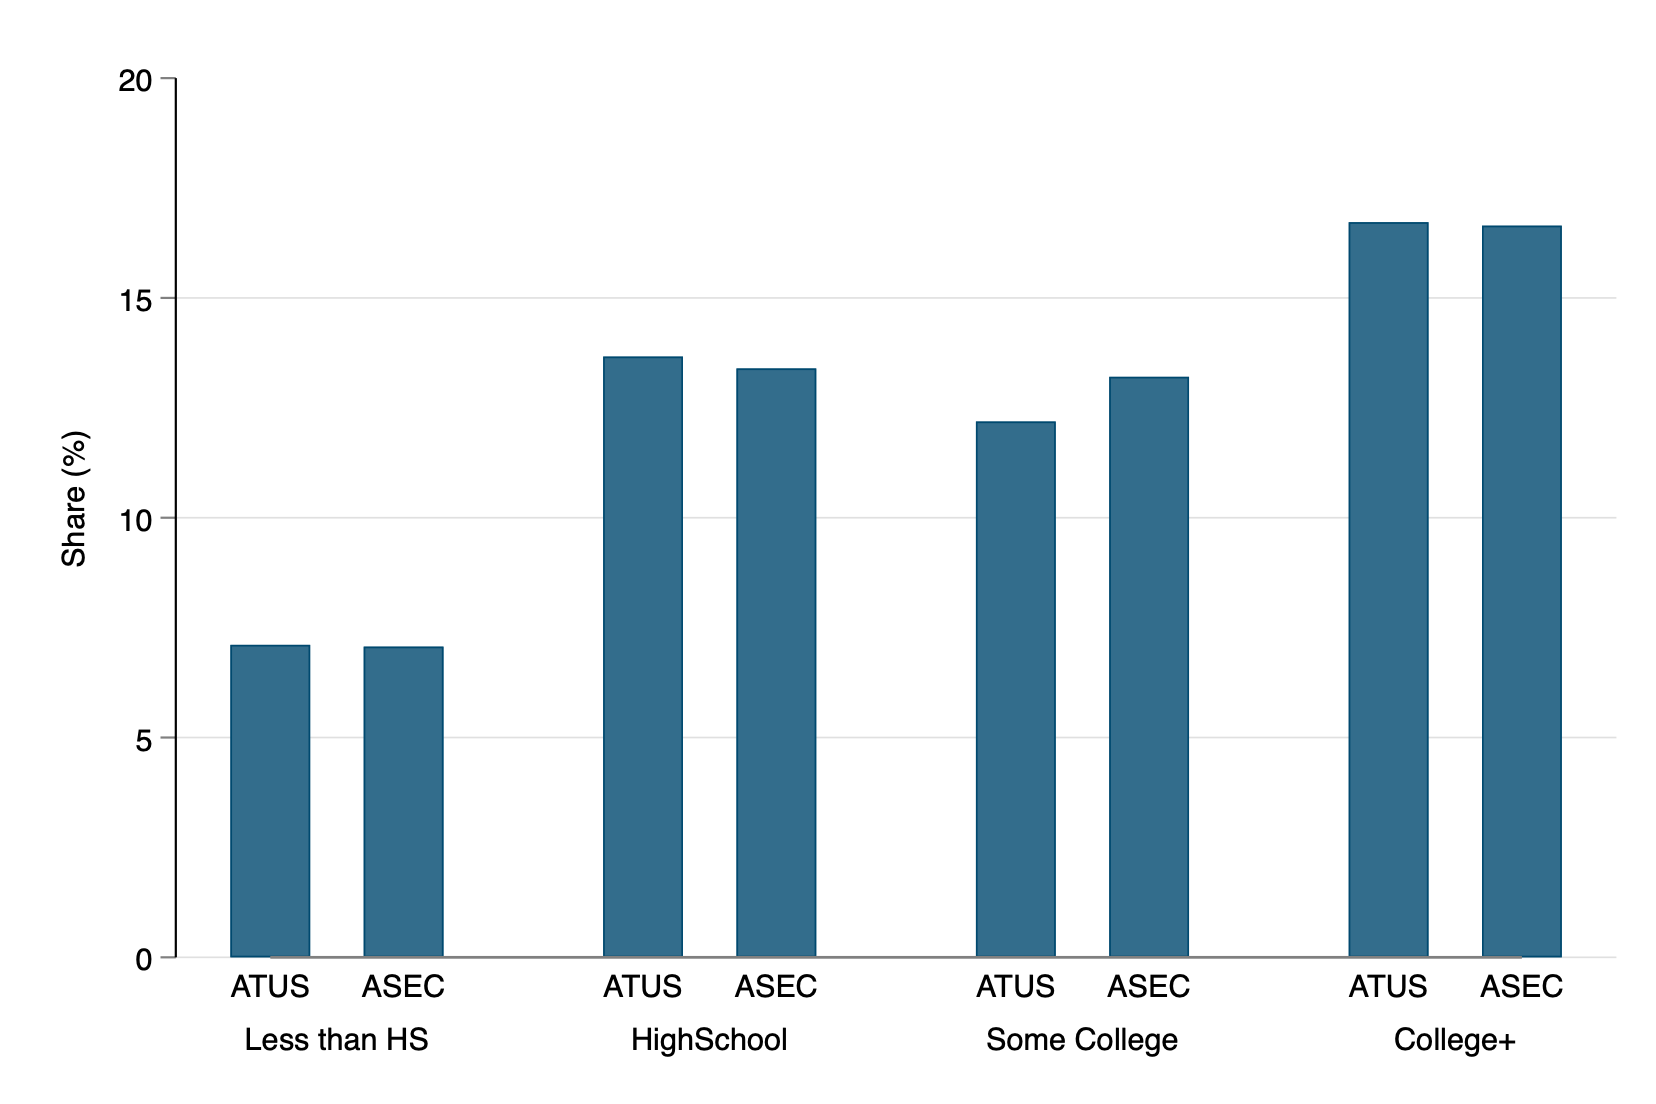 20
15
10
5
0
Share (%)
ATUS ASEC ATUS ASEC ATUS ASEC ATUS ASEC
Less than HS HighSchool Some College College+